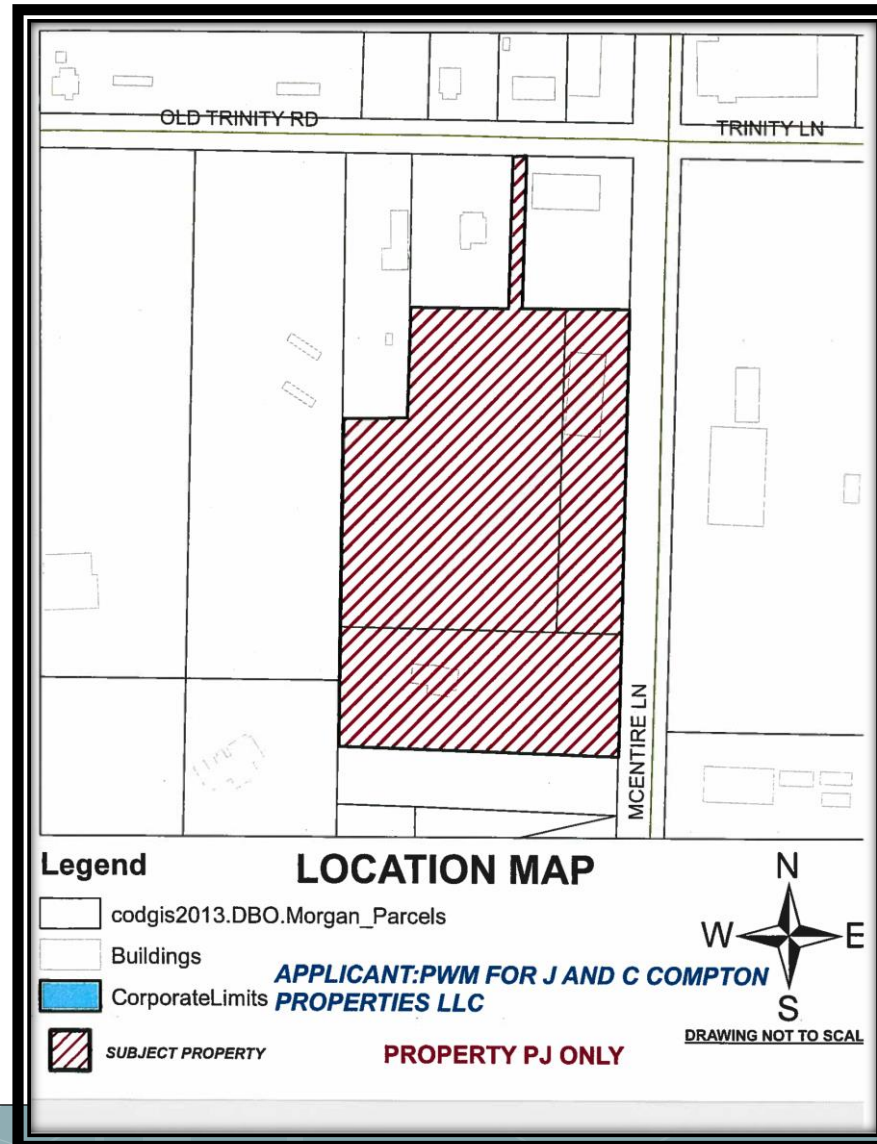 OLD TRINITY RD
TRINITY LN
MCENTIRE LN
Legend
LOCATION MAP
codgis2013.DBO.Morgan_Parcels
Buildings
CorporateLimits
APPLICANT:PWM FOR J AND C COMPTON
PROPERTIES LLC
SUBJECT PROPERTY
PROPERTY PJ ONLY
N
W
E
S
DRAWING NOT TO SCAL